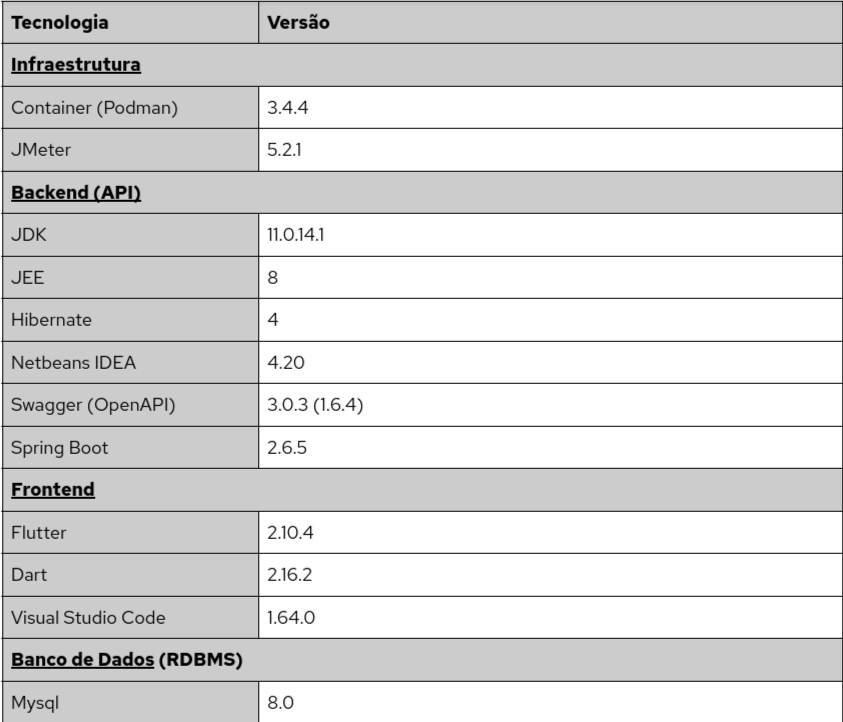 Tecnologia Versão
Infraestrutura
Container (Podman) 3.4.4
JMeter 5.2.1
Backend (API)
JDK 11.0.14.1
JEE 8
Hibernate 4
Netbeans IDEA 4.20
Swagger (OpenAPI) 3.0.3 (1.6.4)
Spring Boot 2.6.5
Frontend
Flutter 2.10.4
Dart 2.16.2
Visual Studio Code 1.64.0
Banco de Dados (RDBMS)
Mysql 8.0